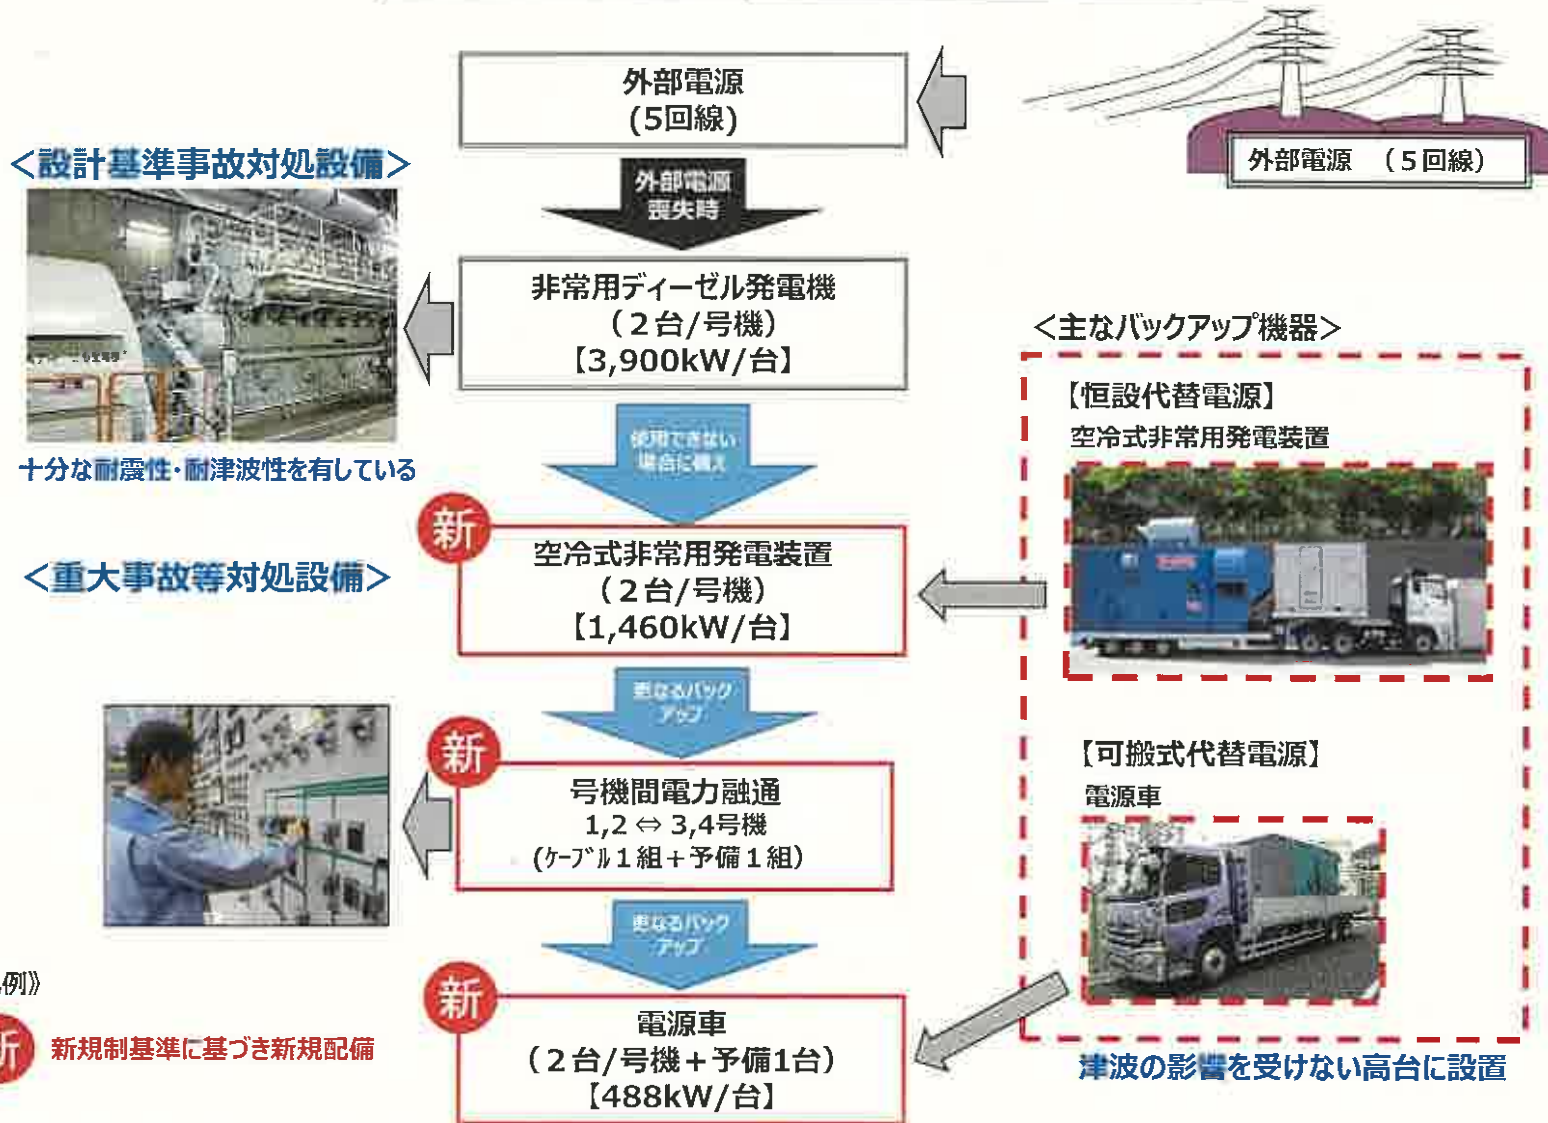 外部電源
(5回線)
外部電源 (5回線)
<設計基準事故対処設備>
外部電源
喪失時
非常用ディーゼル発電機
(2台/号機)
【3,900kW/台】
十分な耐震性・耐津波性を有している
使用できない
場合に備え
<主なバックアップ機器>
【恒設代替電源】
空冷式非常用発電装置
<重大事故等対処設備>
新
空冷式非常用発電装置
(2台/号機)
【1,460kW/台】
更なるバック
アップ
新
号機間電力融通
1,2 ⇔ 3,4号機
(ケーブル1組+予備1組)
【可搬式代替電源】
電源車
更なるバック
アップ
新
電源車
(2台/号機+予備1台)
【488kW/台】
例》
新 新規制基準に基づき新規配備
津波の影響を受けない高台に設置